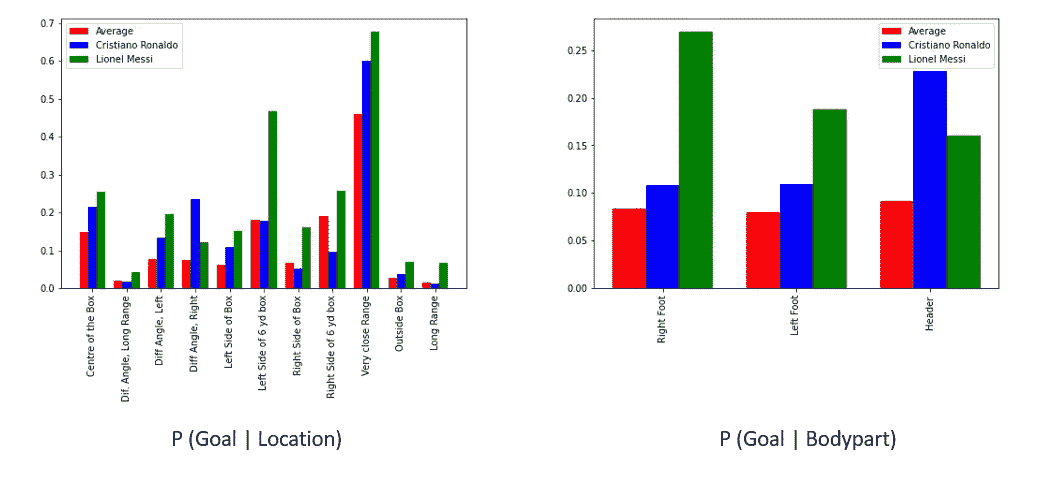 0.7
0.6
0.5
0.4
0.3
0.2
0.1
0.0
Average
Cristiano Ronaldo
Lionel Messi
Centre of the Box
Dif. Angle, Long Range
Diff Angle, Left
Diff Angle, Right
Left Side of Box
Left Side of 6 yd box
Right Side of Box
Right Side of 6 yd box
Very close Range
Outside Box
Long Range
P (Goal | Location)
0.25
0.20
0.15
0.10
0.05
0.00
Average
Cristiano Ronaldo
Lionel Messi
Right Foot
Left Foot
Header
P (Goal | Bodypart)